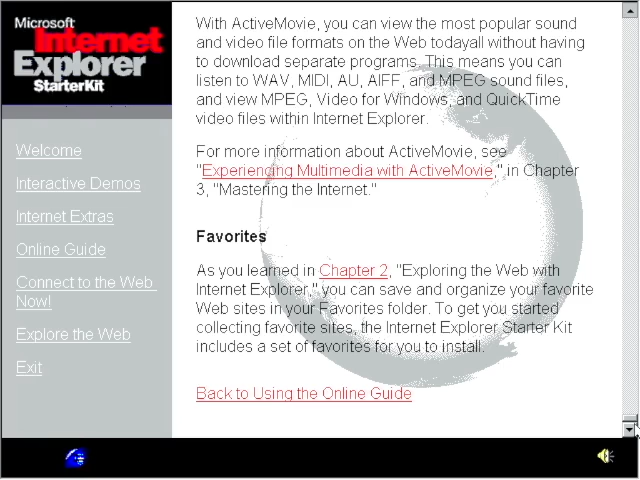 Microsoft
Internet
Explorer
StarterKit
Welcome
Interactive Demos
Internet Extras
Online Guide
Connect to the Web
Now!
Explore the Web
Exit
With ActiveMovie, you can view the most popular sound
and video file formats on the Web todayall without having
to download separate programs. This means you can
listen to WAV, MIDI, AU, AIFF, and MPEG sound files,
and view MPEG, Video for Windows, and QuickTime
video files within Internet Explorer.
For more information about ActiveMovie, see
"Experiencing Multimedia with ActiveMovie," in Chapter
3, "Mastering the Internet."
Favorites
As you learned in Chapter 2, "Exploring the Web with
Internet Explorer," you can save and organize your favorite
Web sites in your Favorites folder. To get you started
collecting favorite sites, the Internet Explorer Starter Kit
includes a set of favorites for you to install.
Back to Using the Online Guide